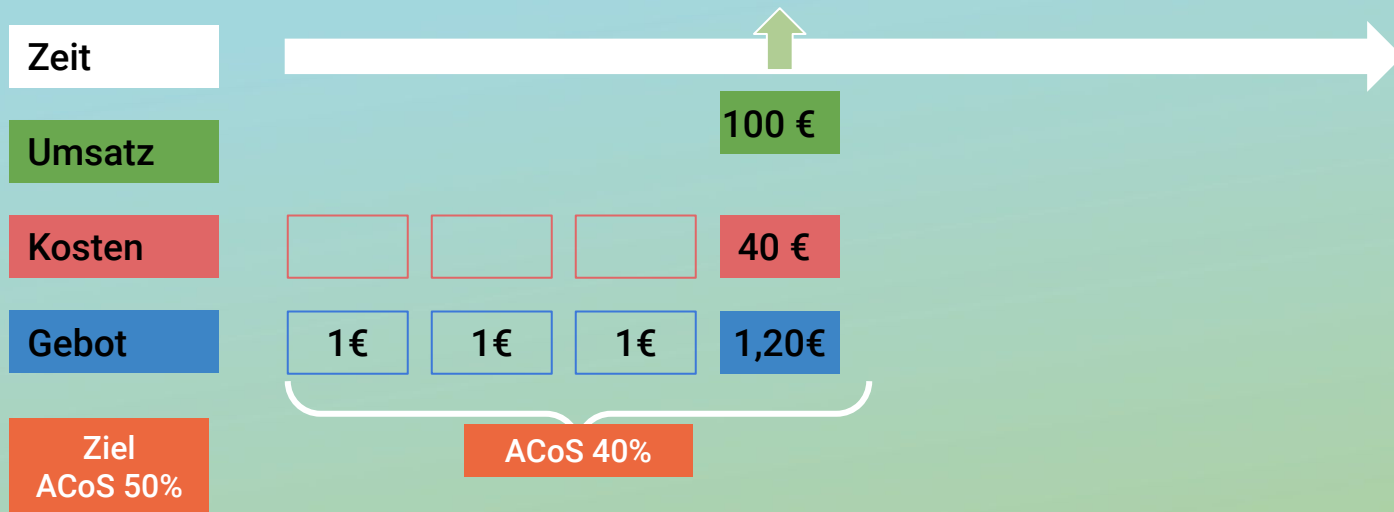 Zeit
Umsatz
100 €
Kosten
40 €
Gebot
1€
1€
1€
1,20€
Ziel
ACoS 50%
ACoS 40%